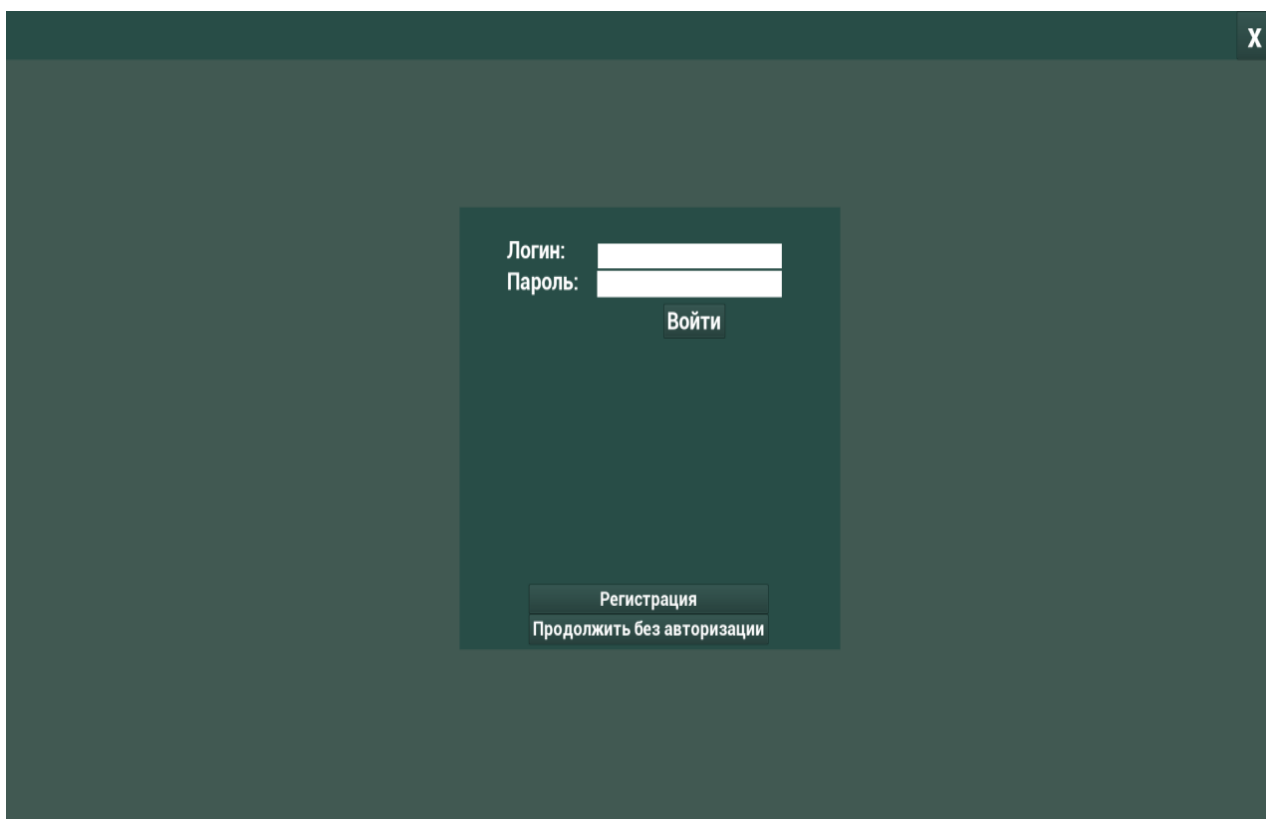 X
Логин:
Пароль:
Войти
Регистрация
Продолжить без авторизации